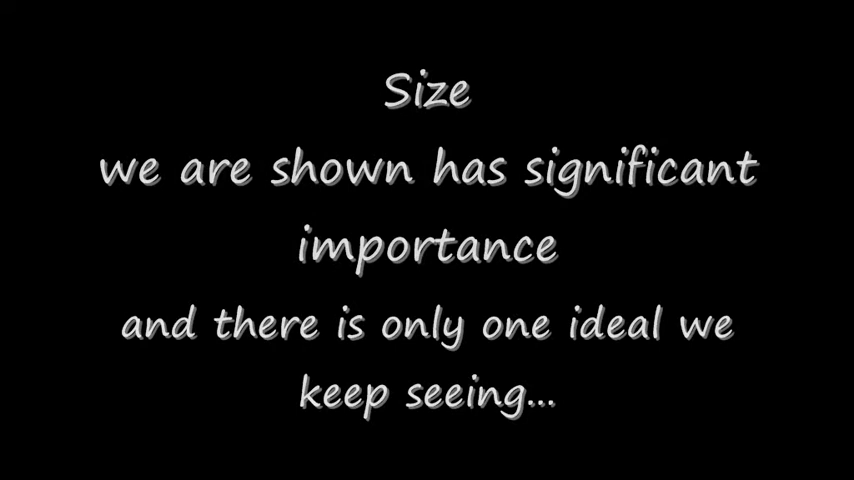 Size
we are shown has significant
importance
and there is only one ideal we
keep seeing...